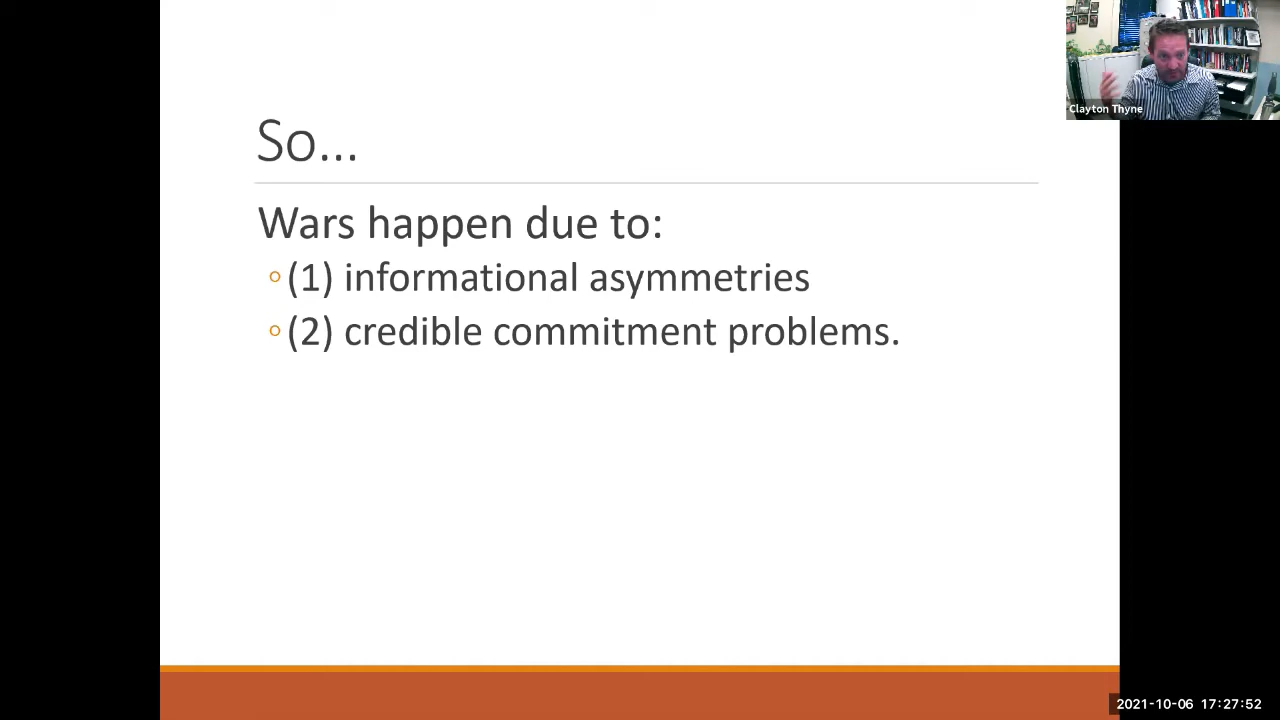 Clayton Thyne
So...
Wars happen due to:
(1) informational asymmetries
(2) credible commitment problems.
2021-10-06 17:27:52